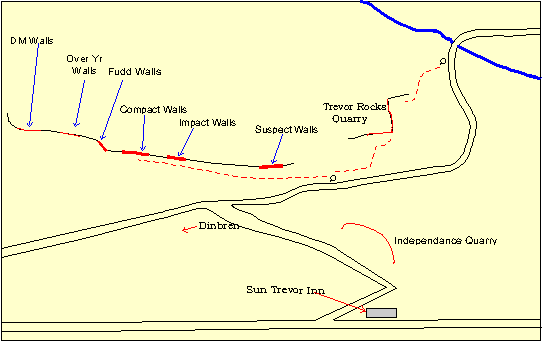 DM Walls
Over Yr
Walls
Fudd Walls
Compact Walls
Impact Walls
Suspect Walls
Trevor Rocks
Quarry
Dinbren
Independance Quarry
Sun Trevor Inn